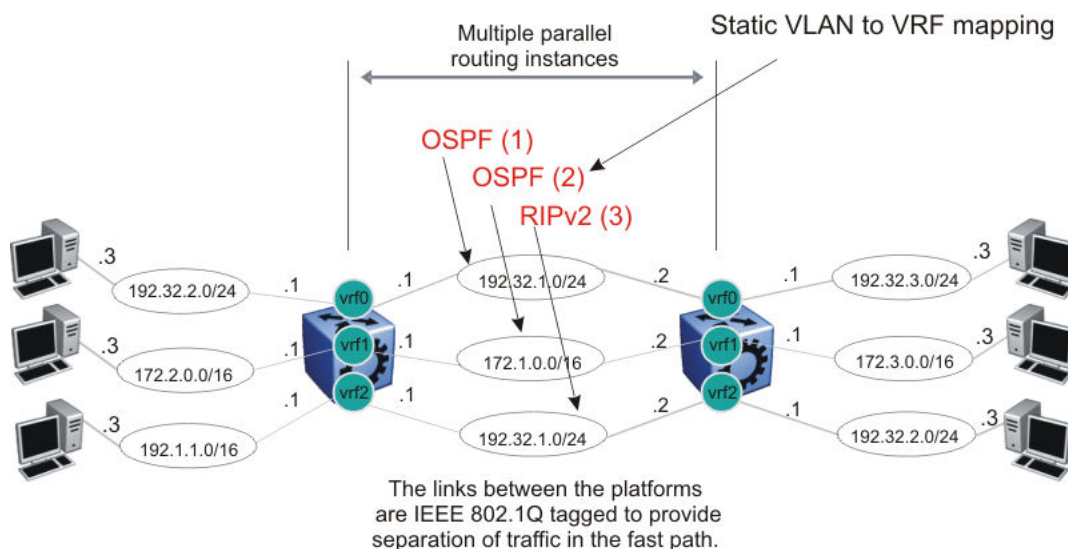 Multiple parallel
routing instances
Static VLAN to VRF mapping
OSPF (1)
OSPF (2)
RIPv2 (3)
.3
192.32.2.0/24
.1
vrf0
.1
192.32.1.0/24
.2
vrf0
.1
192.32.3.0/24
.3
.3
172.2.0.0/16
.1
vrf1
.1
172.1.0.0/16
.2
vrf1
.1
172.3.0.0/16
.3
.3
192.1.1.0/16
.1
vrf2
.1
192.32.1.0/24
.2
vrf2
.1
192.32.2.0/24
.3
The links between the platforms
are IEEE 802.1Q tagged to provide
separation of traffic in the fast path.